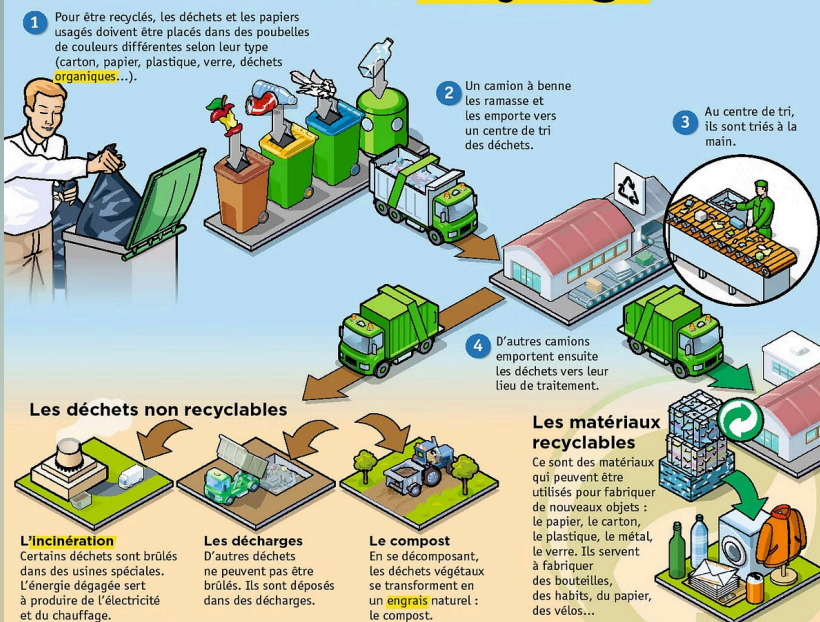 1
Pour être recyclés, les déchets et les papiers
usagés doivent être placés dans des poubelles
de couleurs différentes selon leur type
(carton, papier, plastique, verre, déchets
organiques...).
2
Un camion à benne
les ramasse et
les emporte vers
un centre de tri
des déchets.
3
Au centre de tri,
ils sont triés à la
main.
4
D'autres camions
emportent ensuite
les déchets vers leur
lieu de traitement.
Les déchets non recyclables
L'incinération
Certains déchets sont brûlés
dans des usines spéciales.
L'énergie dégagée sert
à produire de l'électricité
et du chauffage.
Les décharges
D'autres déchets
ne peuvent pas être
brûlés. Ils sont déposés
dans des décharges.
Le compost
En se décomposant,
les déchets végétaux
se transforment en
un engrais naturel :
le compost.
Les matériaux
recyclables
Ce sont des matériaux
qui peuvent être
utilisés pour fabriquer
de nouveaux objets :
le papier, le carton,
le plastique, le métal,
le verre. Ils servent
à fabriquer
des bouteilles,
des habits, du papier,
des vélos...